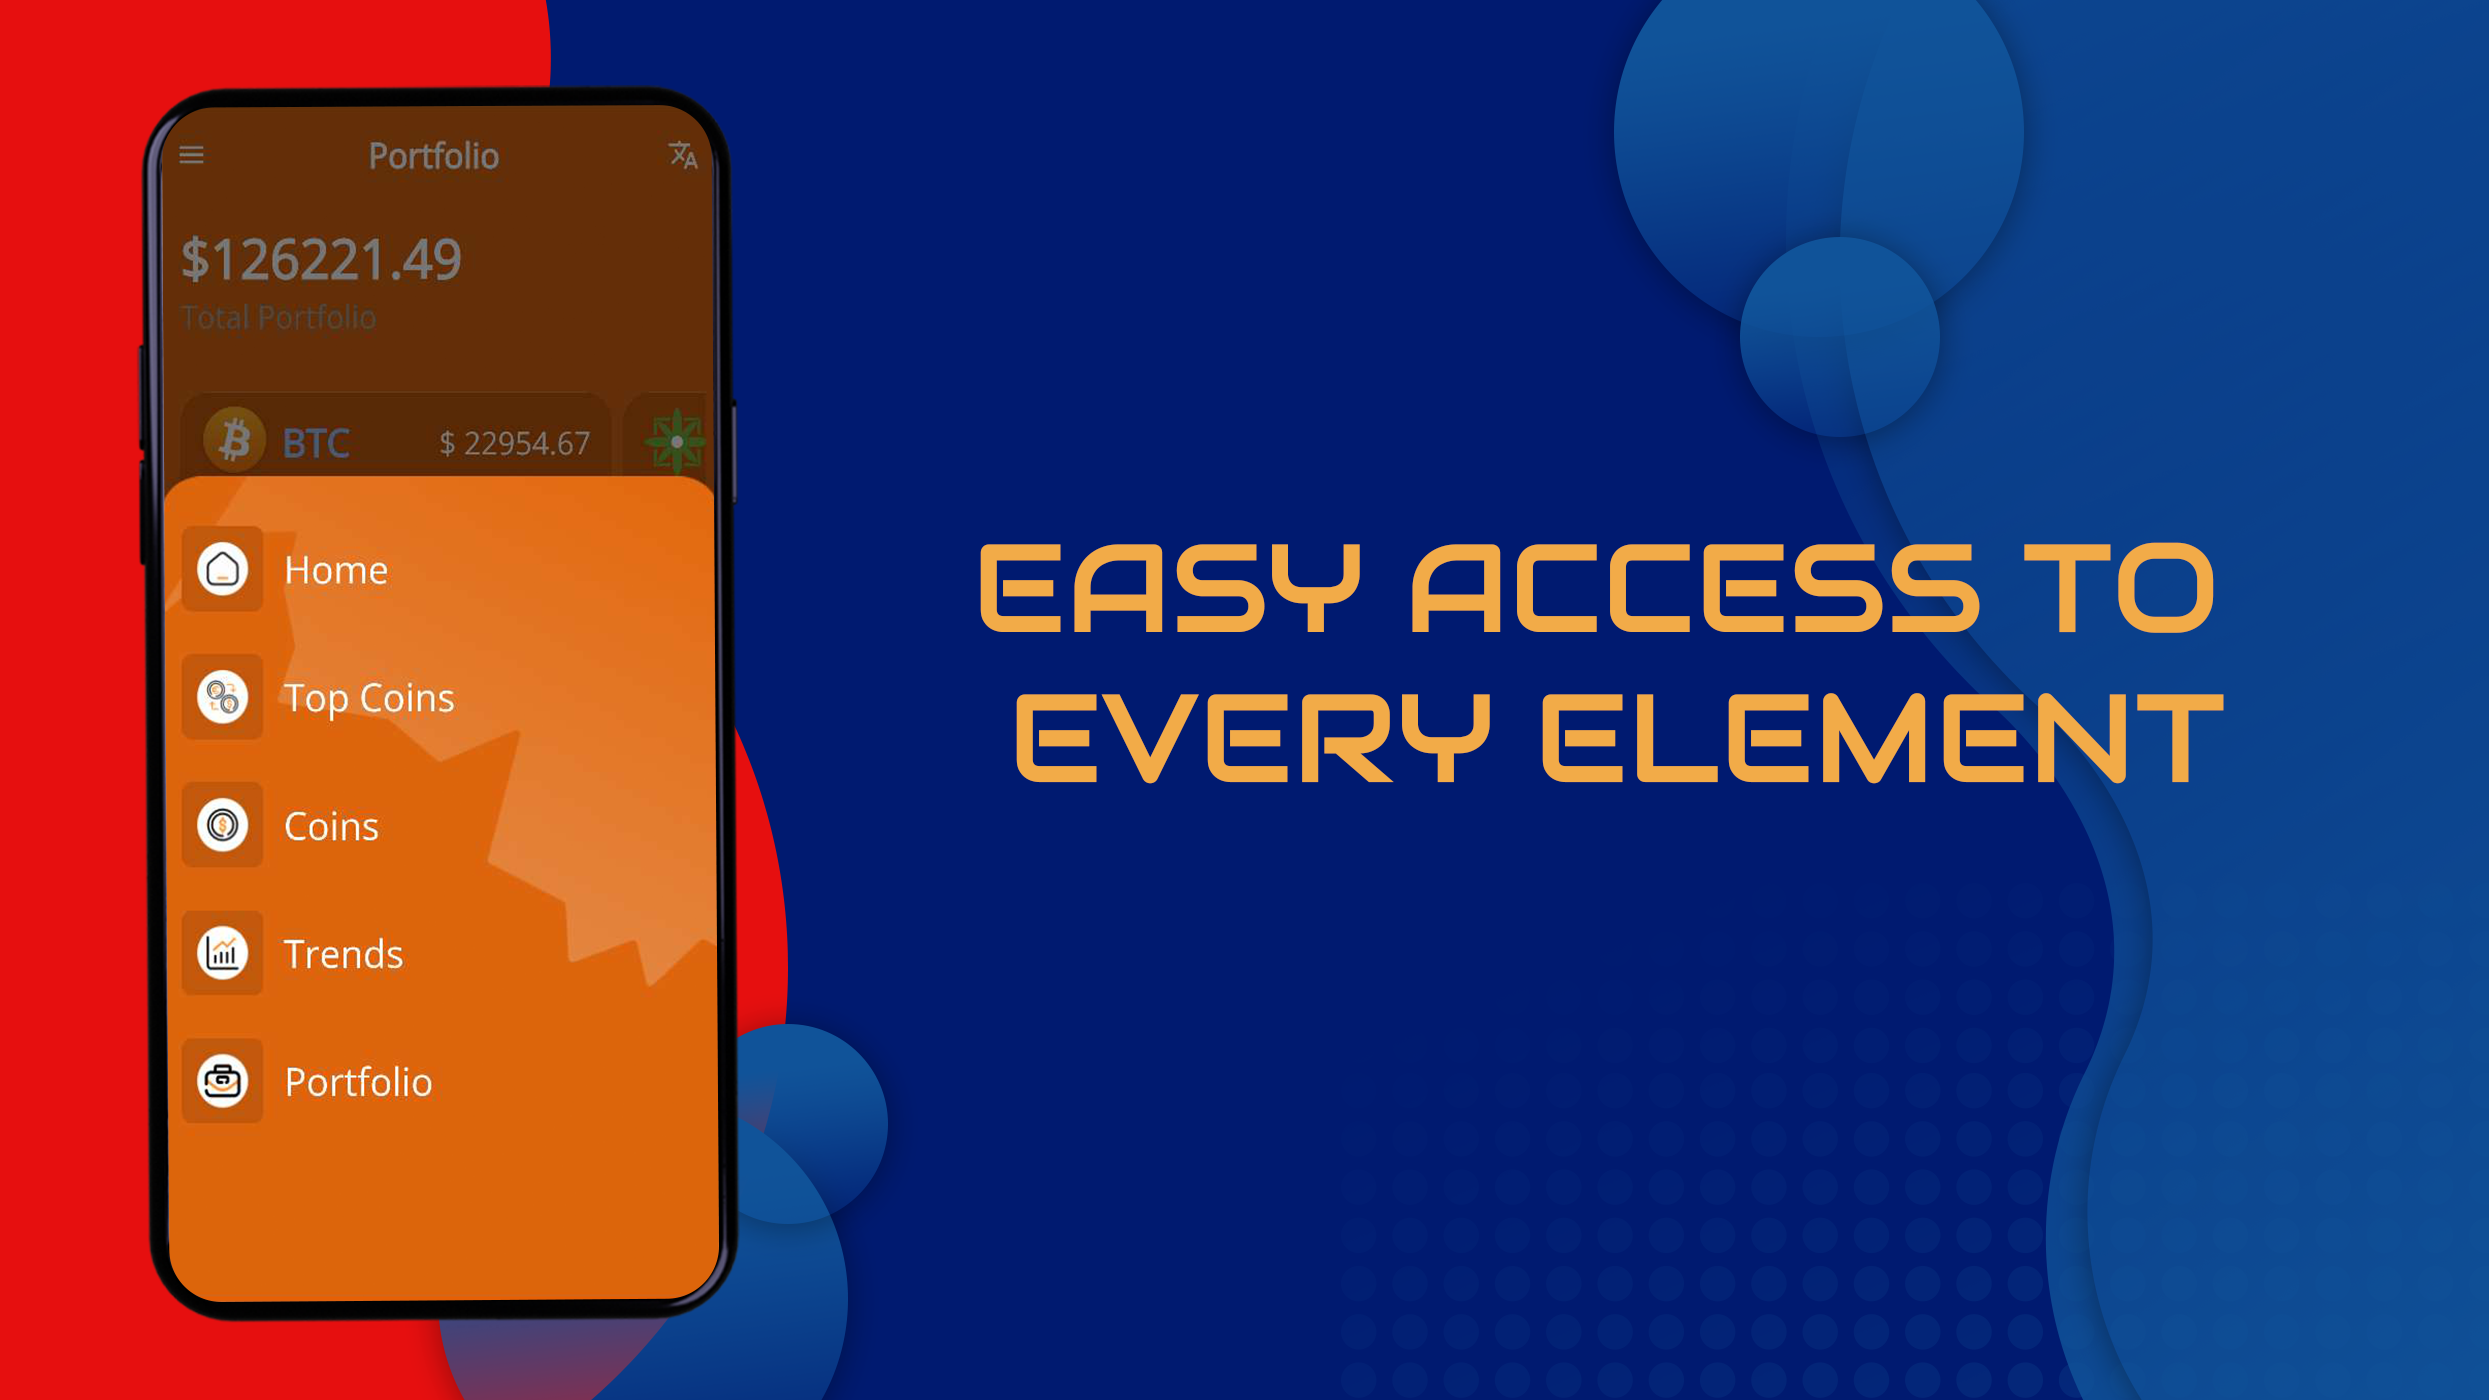 Portfolio
$126221.49
Total Portfolio
BTC $ 22954.67
Home
Top Coins
Coins
Trends
Portfolio
EASY ACCESS TO
EVERY ELEMENT